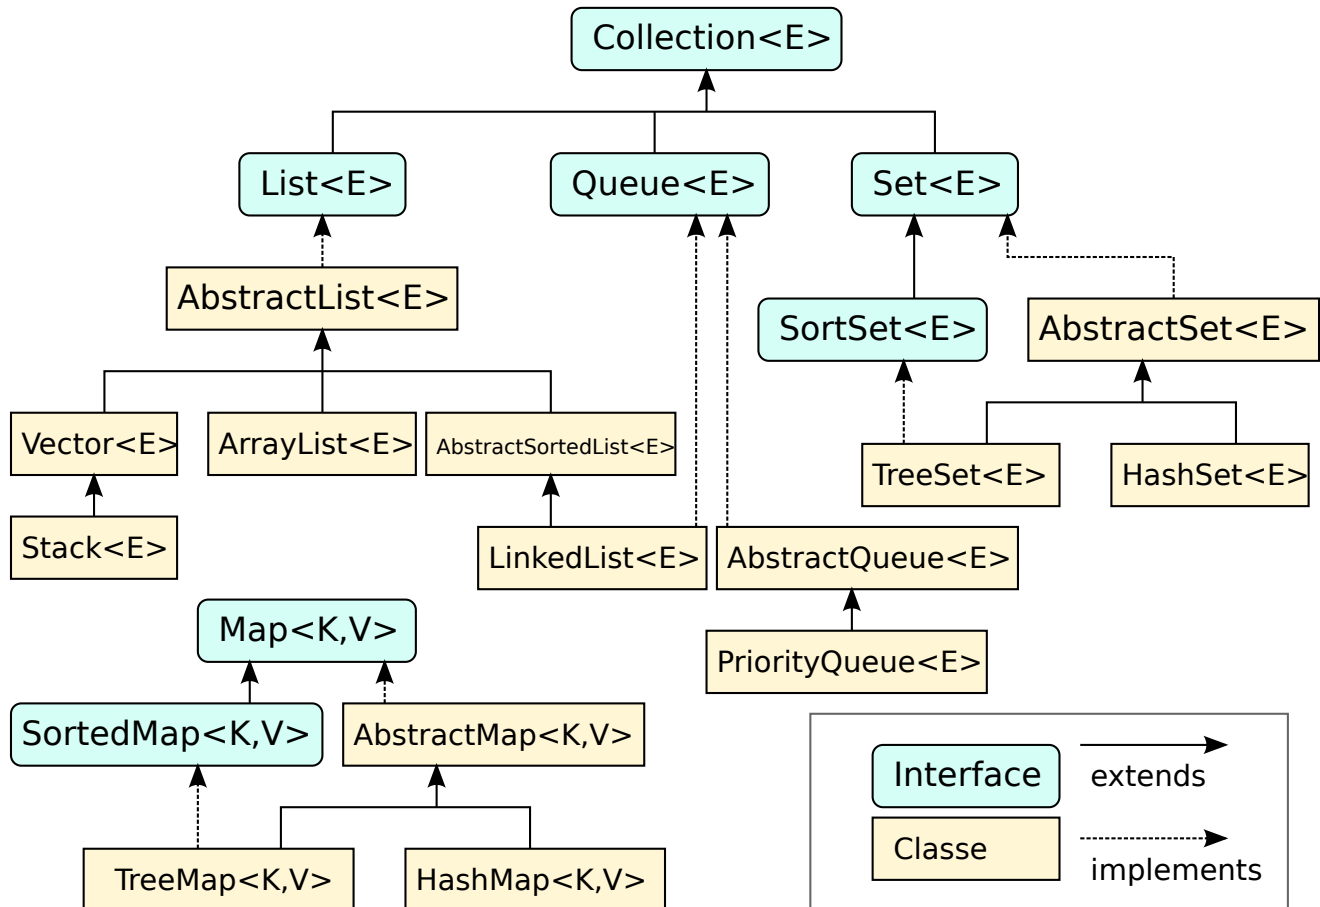 Collection<E>
List<E>
Queue<E>
Set<E>
AbstractList<E>
SortSet<E>
AbstractSet<E>
Vector<E>
ArrayList<E>
AbstractSortedList<E>
TreeSet<E>
HashSet<E>
Stack<E>
LinkedList<E>
AbstractQueue<E>
Map<K,V>
PriorityQueue<E>
SortedMap<K,V>
AbstractMap<K,V>
TreeMap<K,V>
HashMap<K,V>
Interface
extends
Classe
implements